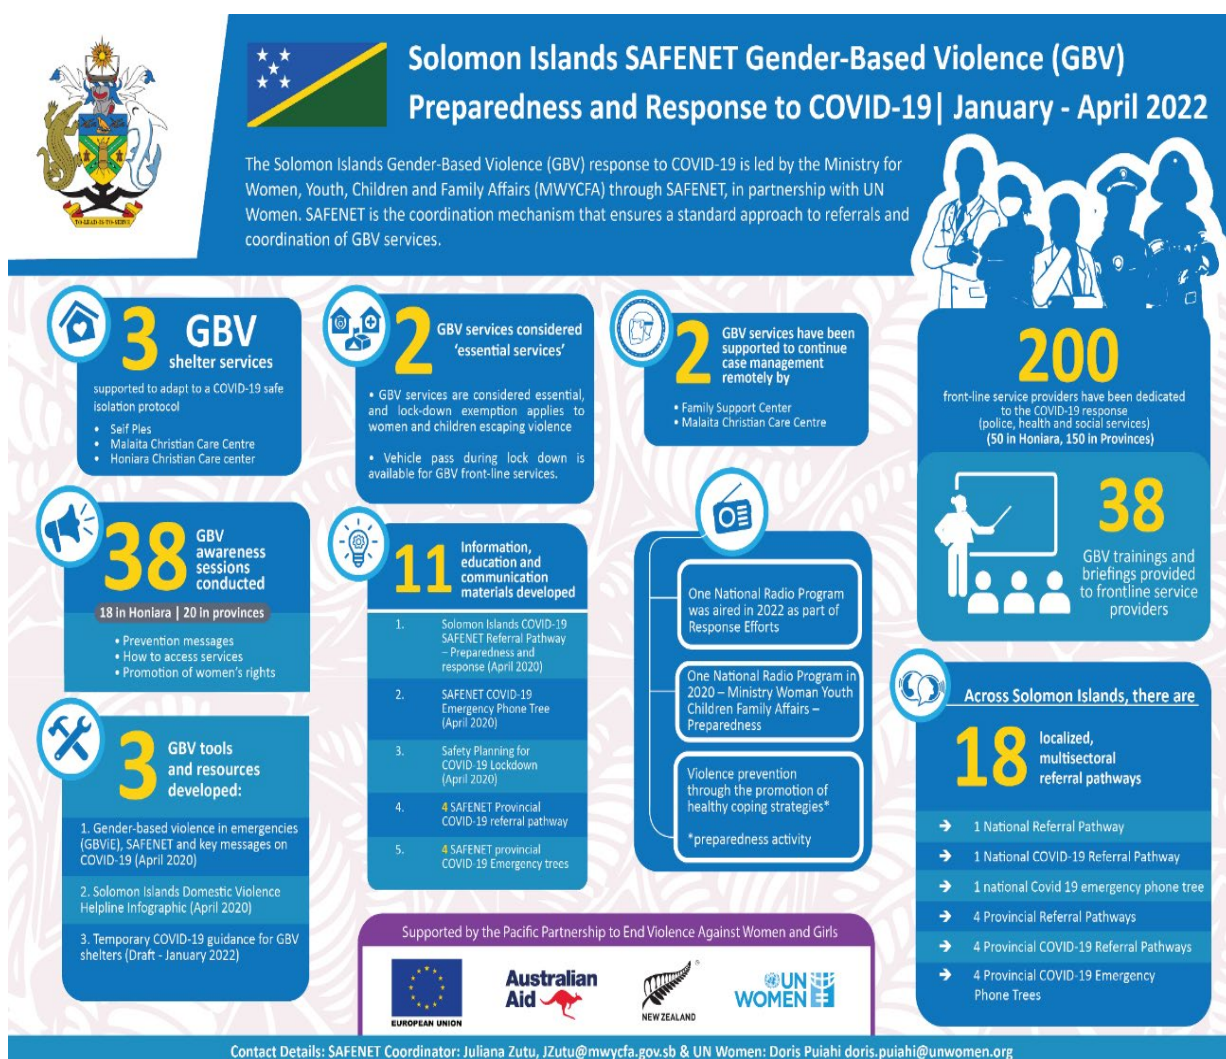 Solomon Islands SAFENET Gender-Based Violence (GBV)
Preparedness and Response to COVID-19| January - April 2022
The Solomon Islands Gender-Based Violence (GBV) response to COVID-19 is led by the Ministry for
Women, Youth, Children and Family Affairs (MWYCFA) through SAFENET, in partnership with UN
Women. SAFENET is the coordination mechanism that ensures a standard approach to referrals and
coordination of GBV services.
TO LEAD IS TO SERVE
3 GBV
shelter services
supported to adapt to a COVID-19 safe
isolation protocol
• Seif Ples
• Malaita Christian Care Centre
• Honiara Christian Care center
2
GBV services considered
'essential services'
• GBV services are considered essential,
and lock-down exemption applies to
women and children escaping violence
• Vehicle pass during lock down is
available for GBV front-line services.
2
GBV services have been
supported to continue
case management
remotely by
• Family Support Center
• Malaita Christian Care Centre
200
front-line service providers have been dedicated
to the COVID-19 response
(police, health and social services)
(50 in Honiara, 150 in Provinces)
38
GBV trainings and
briefings provided
to frontline service
providers
38
GBV
awareness
sessions
conducted
18 in Honiara | 20 in provinces
• Prevention messages
• How to access services
• Promotion of women's rights
11
Information,
education and
communication
materials developed
1. Solomon Islands COVID-19
SAFENET Referral Pathway
– Preparedness and
response (April 2020)
2. SAFENET COVID-19
Emergency Phone Tree
(April 2020)
3. Safety Planning for
COVID-19 Lockdown
(April 2020)
4. 4 SAFENET Provincial
COVID-19 referral pathway
5. 4 SAFENET provincial
COVID-19 Emergency trees
One National Radio Program
was aired in 2022 as part of
Response Efforts
One National Radio Program in
2020 – Ministry Woman Youth
Children Family Affairs –
Preparedness
Violence prevention
through the promotion of
healthy coping strategies*
*preparedness activity
3
GBV tools
and resources
developed:
1. Gender-based violence in emergencies
(GBViE), SAFENET and key messages on
COVID-19 (April 2020)
2. Solomon Islands Domestic Violence
Helpline Infographic (April 2020)
3. Temporary COVID-19 guidance for GBV
shelters (Draft - January 2022)
Across Solomon Islands, there are
18
localized,
multisectoral
referral pathways
→ 1 National Referral Pathway
→ 1 National COVID-19 Referral Pathway
→ 1 national Covid 19 emergency phone tree
→ 4 Provincial Referral Pathways
→ 4 Provincial COVID-19 Referral Pathways
→ 4 Provincial COVID-19 Emergency
Phone Trees
Supported by the Pacific Partnership to End Violence Against Women and Girls
EUROPEAN UNION
Australian
Aid
NEW ZEALAND
UN
WOMEN
Contact Details: SAFENET Coordinator: Juliana Zutu, JZutu@mwycfa.gov.sb & UN Women: Doris Puiahi doris.puiahi@unwomen.org